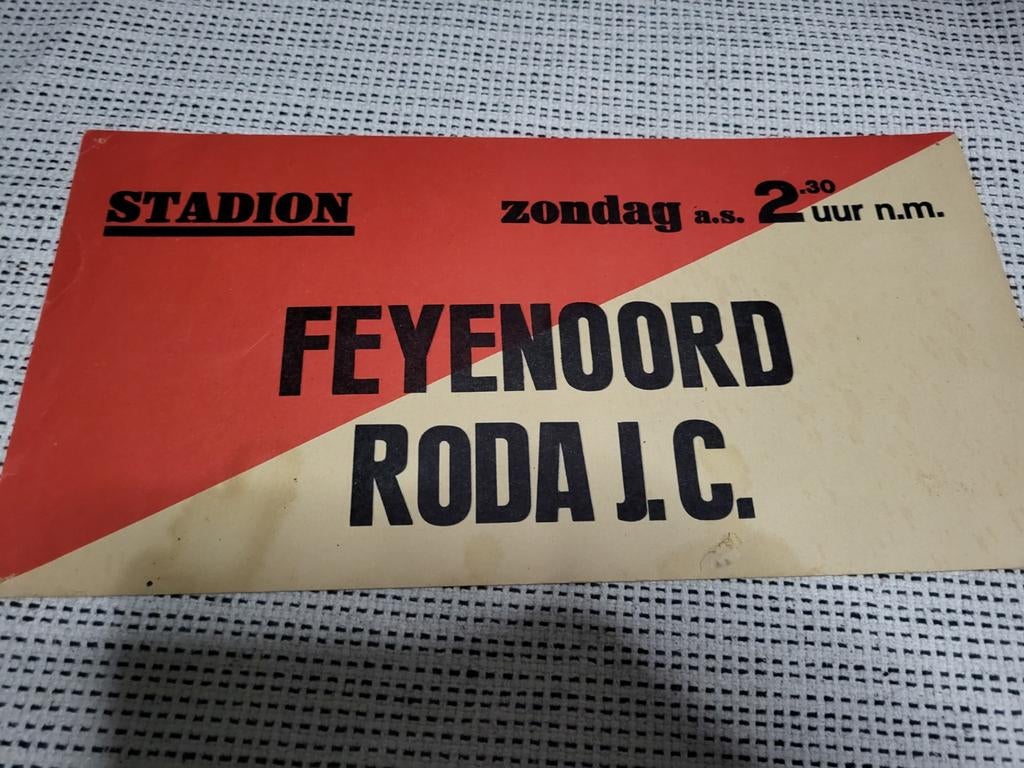 STADION zondag a.s. 2.30 uur n.m.
FEYENOORD
RODA J.C.